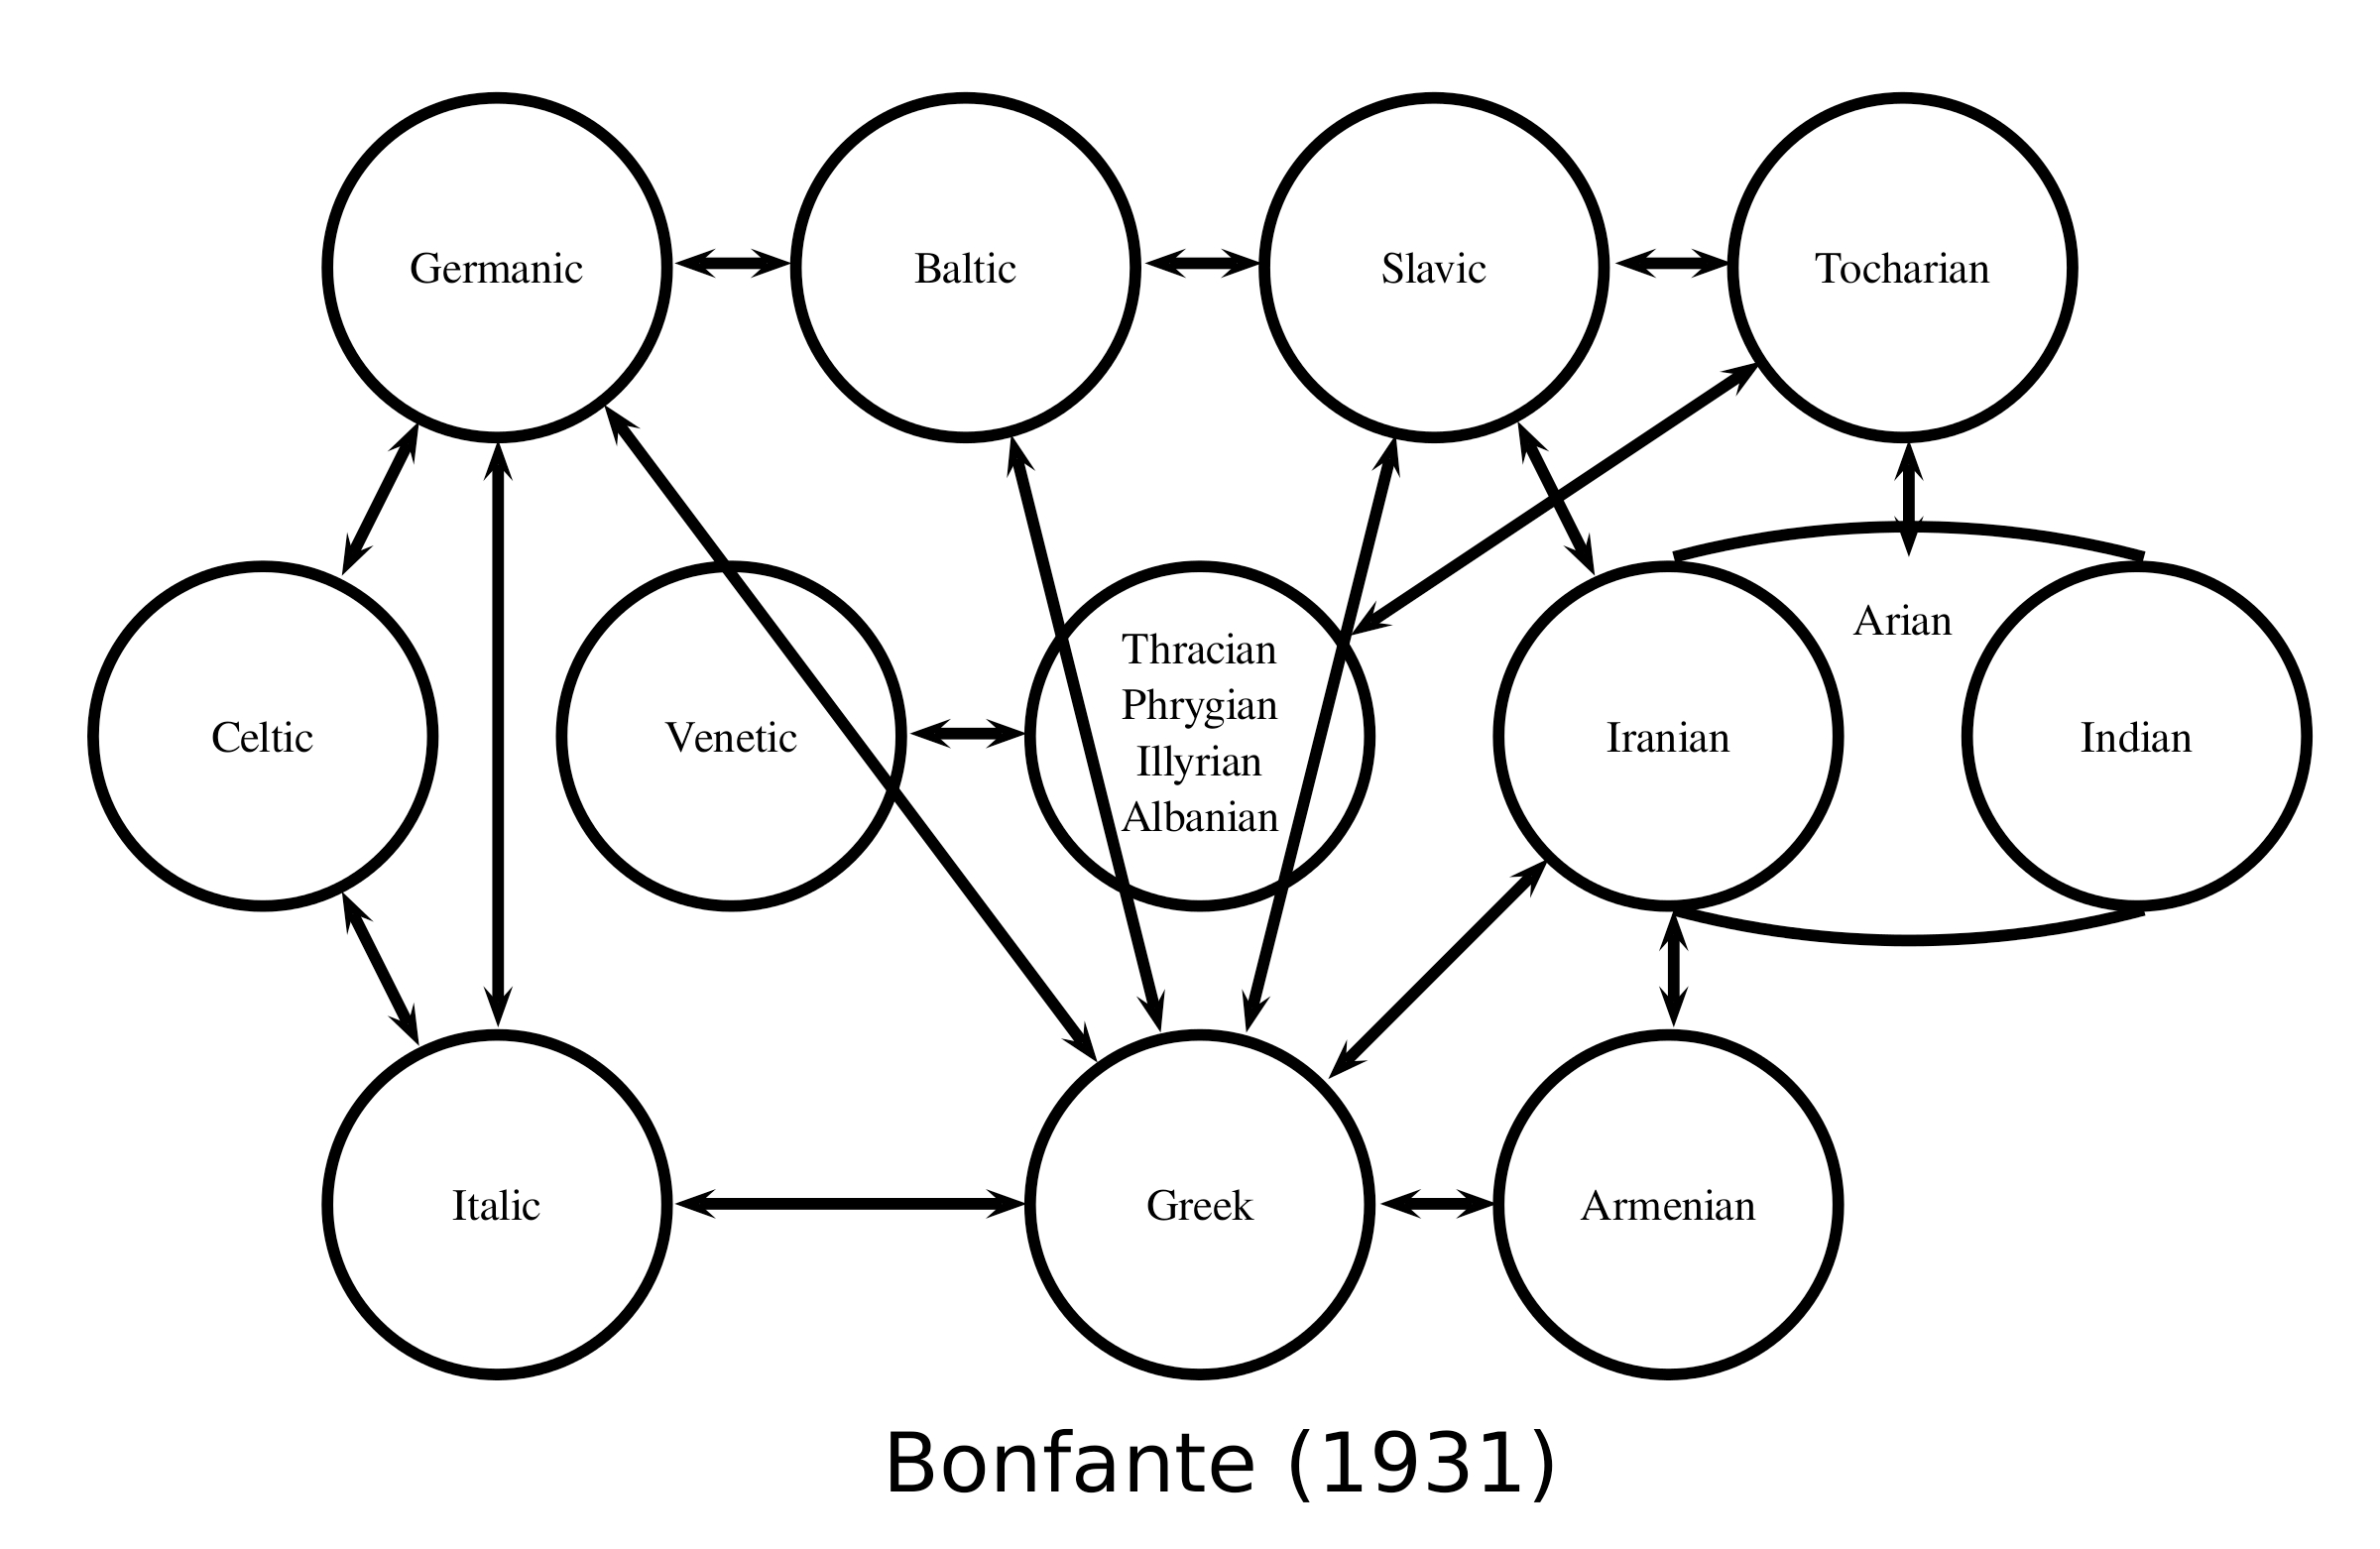 Germanic
Baltic
Slavic
Tocharian
Celtic
Venetic
Thracian
Phrygian
Illyrian
Albanian
Iranian
Arian
Indian
Italic
Greek
Armenian
Bonfante (1931)